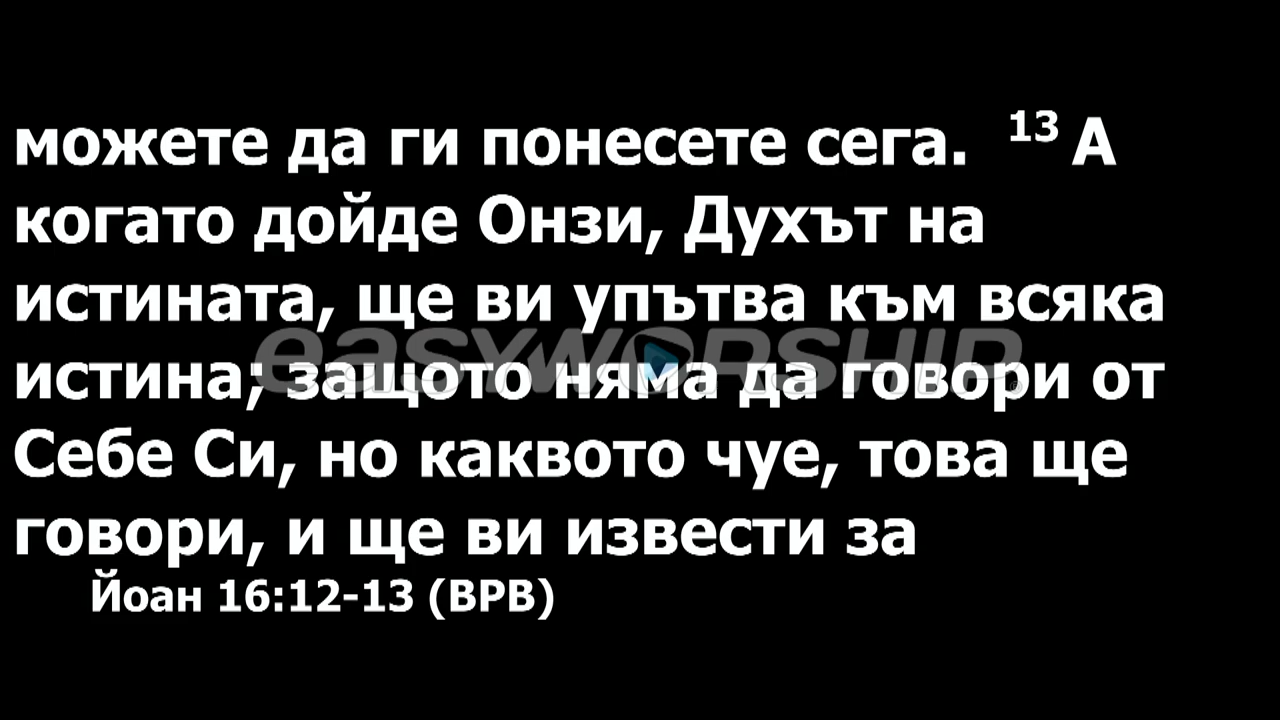 можете да ги понесете сега. 13 А
когато дойде Онзи, Духът на
истината, ще ви упътва към всяка
истина; защото няма да говори от
easyworship®
Себе Си, но каквото чуе, това ще
говори, и ще ви извести за
Йоан 16:12-13 (ВРВ)